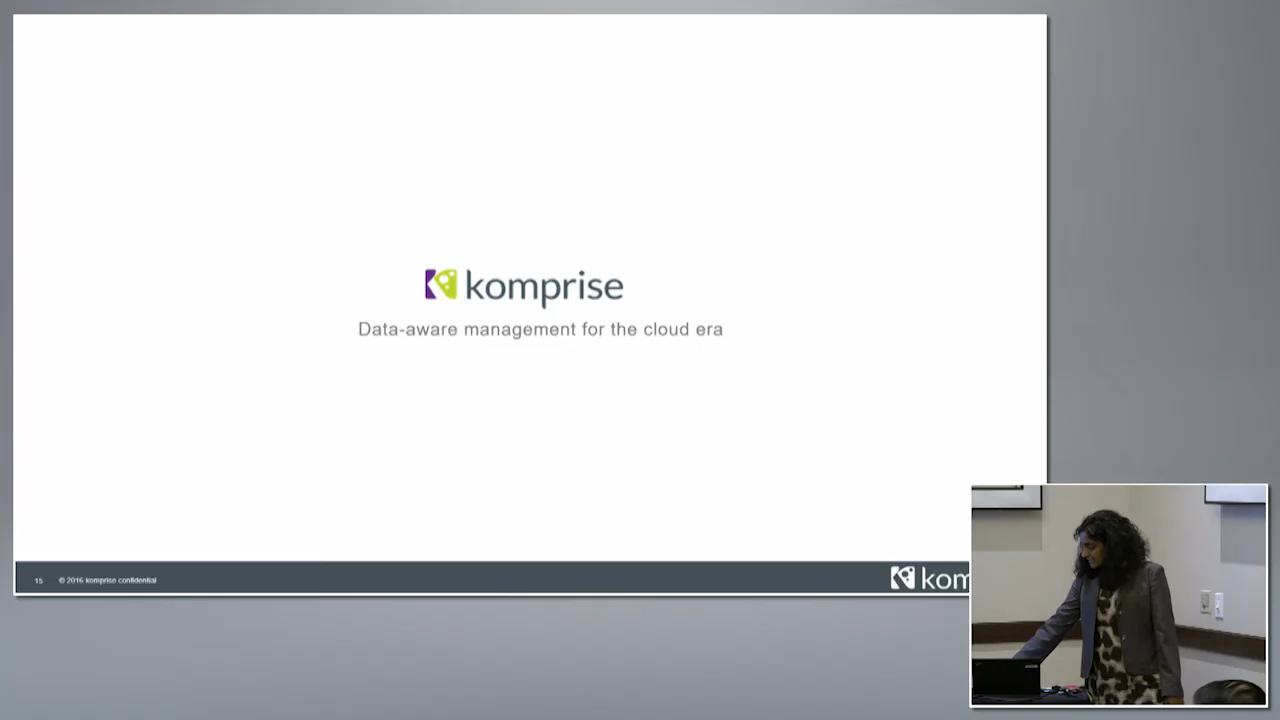 komprise
Data-aware management for the cloud era
15 © 2016 komprise confidential
kom